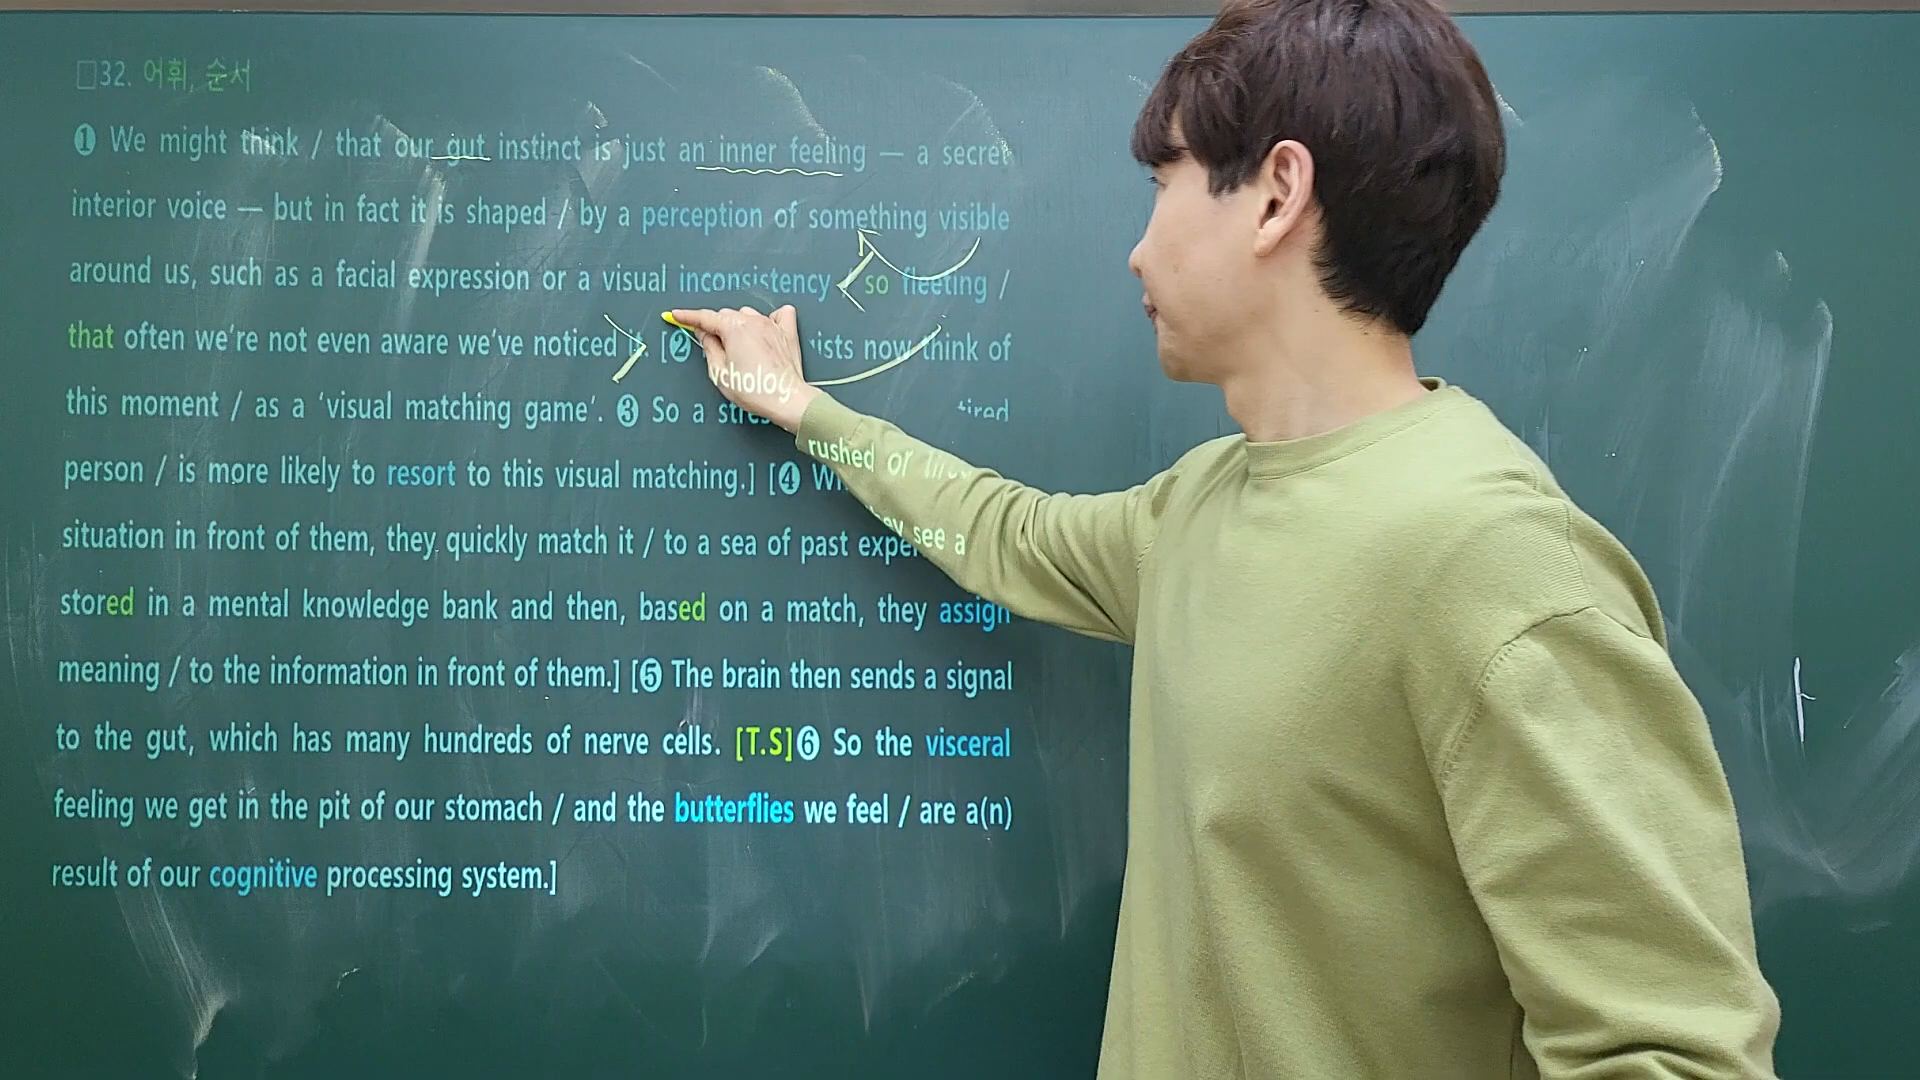 □32. 어휘, 순서
❶ We might think / that our gut instinct is just an inner feeling — a secret
interior voice — but in fact it is shaped / by a perception of something visible
around us, such as a facial expression or a visual inconsistency / so fleeting /
that often we're not even aware we've noticed it. [❷ ychologists now think of
this moment / as a 'visual matching game'. ❸ So a stres rushed or tired
person / is more likely to resort to this visual matching.] [❹ Wh they see a
situation in front of them, they quickly match it / to a sea of past exper
stored in a mental knowledge bank and then, based on a match, they assign
meaning / to the information in front of them.] [❺ The brain then sends a signal
to the gut, which has many hundreds of nerve cells. [T.S]❻ So the visceral
feeling we get in the pit of our stomach / and the butterflies we feel / are a(n)
result of our cognitive processing system.]